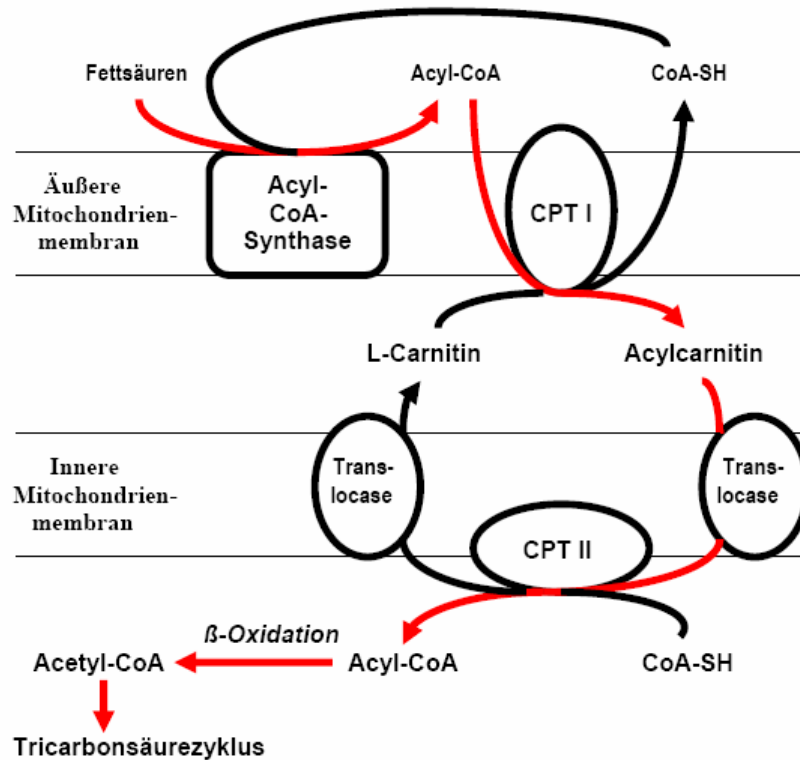 Fettsäuren
Acyl-CoA
CoA-SH
Äußere
Mitochondrien-
membran
Acyl-
CoA-
Synthase
CPT I
L-Carnitin
Acylcarnitin
Innere
Mitochondrien-
membran
Trans-
locase
CPT II
Trans-
locase
ß-Oxidation
Acetyl-CoA
Acyl-CoA
CoA-SH
Tricarbonsäurezyklus